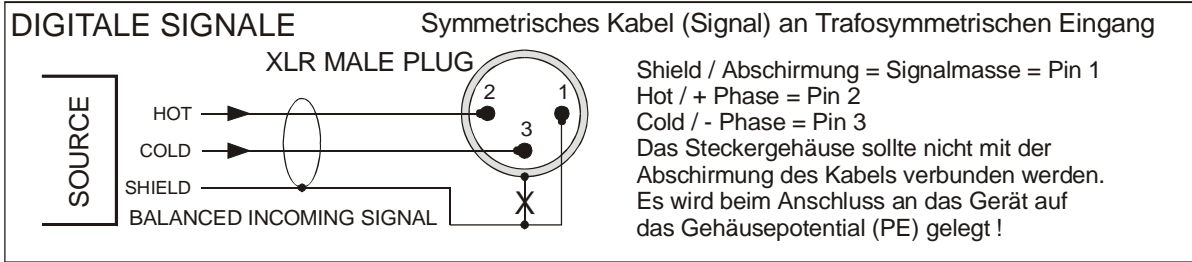 DIGITALE SIGNALE
Symmetrisches Kabel (Signal) an Trafosymmetrischen Eingang
XLR MALE PLUG
SOURCE
HOT
COLD
SHIELD
BALANCED INCOMING SIGNAL
2
1
3
X
Shield / Abschirmung = Signalmasse = Pin 1
Hot / + Phase = Pin 2
Cold / - Phase = Pin 3
Das Steckergehäuse sollte nicht mit der
Abschirmung des Kabels verbunden werden.
Es wird beim Anschluss an das Gerät auf
das Gehäusepotential (PE) gelegt !